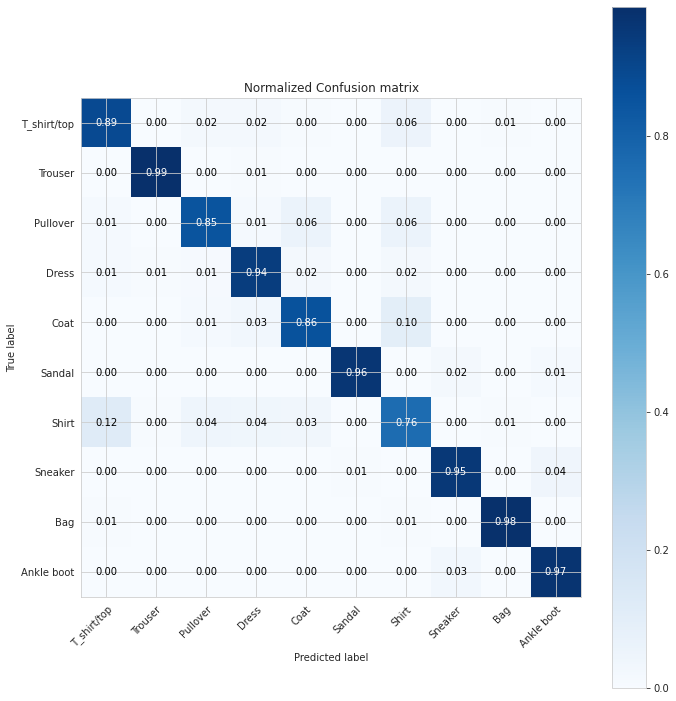 Normalized Confusion matrix
T_shirt/top 0.89 0.00 0.02 0.02 0.00 0.00 0.06 0.00 0.01 0.00
Trouser 0.00 0.99 0.00 0.01 0.00 0.00 0.00 0.00 0.00 0.00
Pullover 0.01 0.00 0.85 0.01 0.06 0.00 0.06 0.00 0.00 0.00
Dress 0.01 0.01 0.01 0.94 0.02 0.00 0.02 0.00 0.00 0.00
Coat 0.00 0.00 0.01 0.03 0.86 0.00 0.10 0.00 0.00 0.00
Sandal 0.00 0.00 0.00 0.00 0.00 0.96 0.00 0.02 0.00 0.01
Shirt 0.12 0.00 0.04 0.04 0.03 0.00 0.76 0.00 0.01 0.00
Sneaker 0.00 0.00 0.00 0.00 0.00 0.01 0.00 0.95 0.00 0.04
Bag 0.01 0.00 0.00 0.00 0.00 0.00 0.01 0.00 0.98 0.00
Ankle boot 0.00 0.00 0.00 0.00 0.00 0.00 0.00 0.03 0.00 0.97
T_shirt/top Trouser Pullover Dress Coat Sandal Shirt Sneaker Bag Ankle boot
Predicted label
True label
0.8
0.6
0.4
0.2
0.0